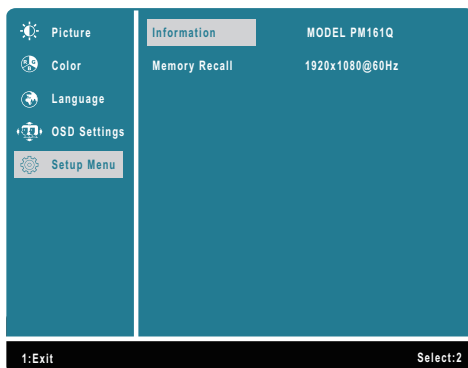 Picture
Color
Language
OSD Settings
Setup Menu
Information MODEL PM161Q
Memory Recall 1920x1080@60Hz
1:Exit Select:2